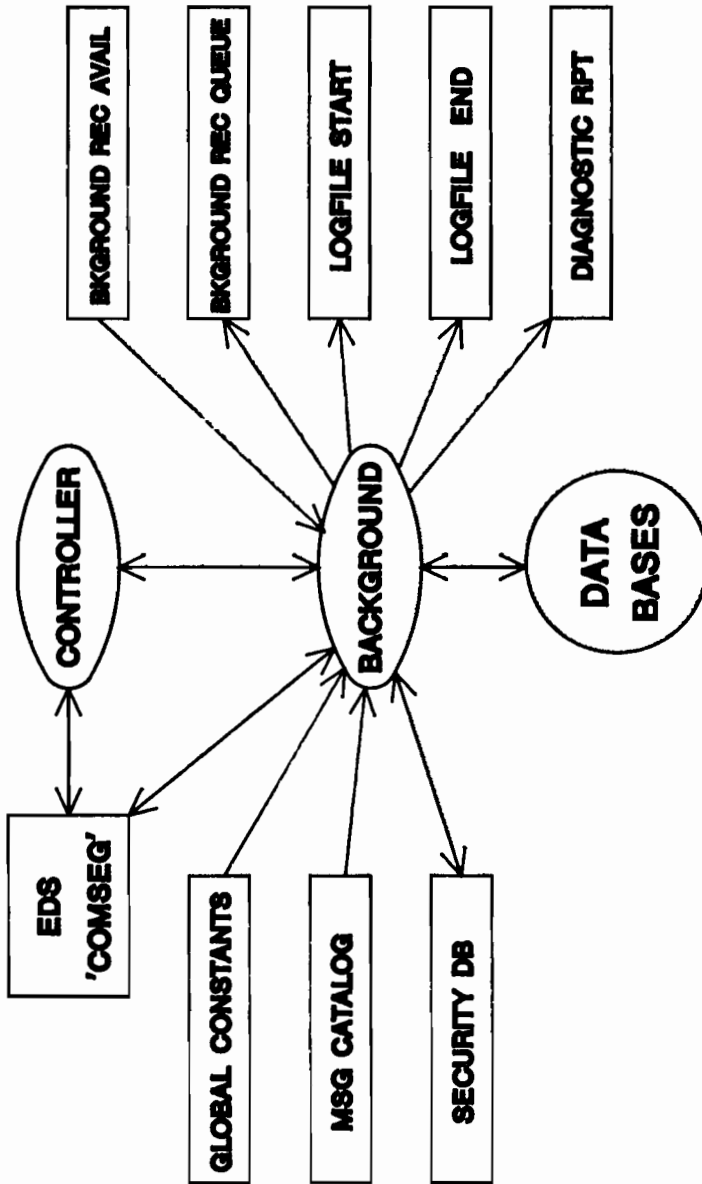 EDS
'COMSEG'
CONTROLLER
BKGROUND REC AVAIL
GLOBAL CONSTANTS
BKGROUND REC QUEUE
MSG CATALOG
BACKGROUND
LOGFILE START
SECURITY DB
LOGFILE END
DATA
BASES
DIAGNOSTIC RPT